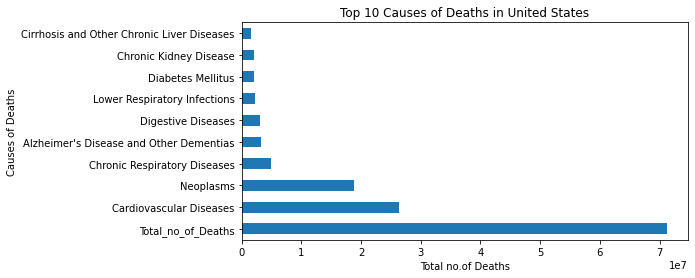 Top 10 Causes of Deaths in United States
Causes of Deaths
Cirrhosis and Other Chronic Liver Diseases
Chronic Kidney Disease
Diabetes Mellitus
Lower Respiratory Infections
Digestive Diseases
Alzheimer's Disease and Other Dementias
Chronic Respiratory Diseases
Neoplasms
Cardiovascular Diseases
Total_no_of_Deaths
0 1 2 3 4 5 6 7
1e7
Total no.of Deaths